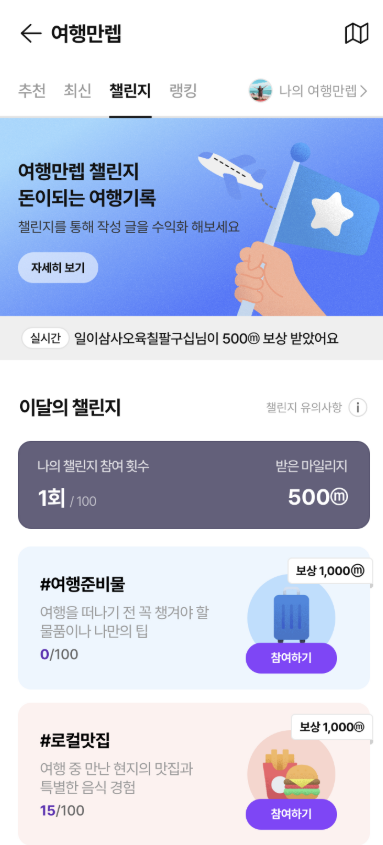 여행만렙
추천 최신 챌린지 랭킹 나의 여행만렙
여행만렙 챌린지
돈이되는 여행기록
챌린지를 통해 작성 글을 수익화 해보세요
자세히 보기
실시간 일이삼사오육칠팔구십님이 500ⓜ 보상 받았어요
이달의 챌린지 챌린지 유의사항 ⓘ
나의 챌린지 참여 횟수 받은 마일리지
1회 / 100 500ⓜ
보상 1,000ⓜ
#여행준비물
여행을 떠나기 전 꼭 챙겨야 할
물품이나 나만의 팁
0/100 참여하기
보상 1,000ⓜ
#로컬맛집
여행 중 만난 현지의 맛집과
특별한 음식 경험
15/100 참여하기